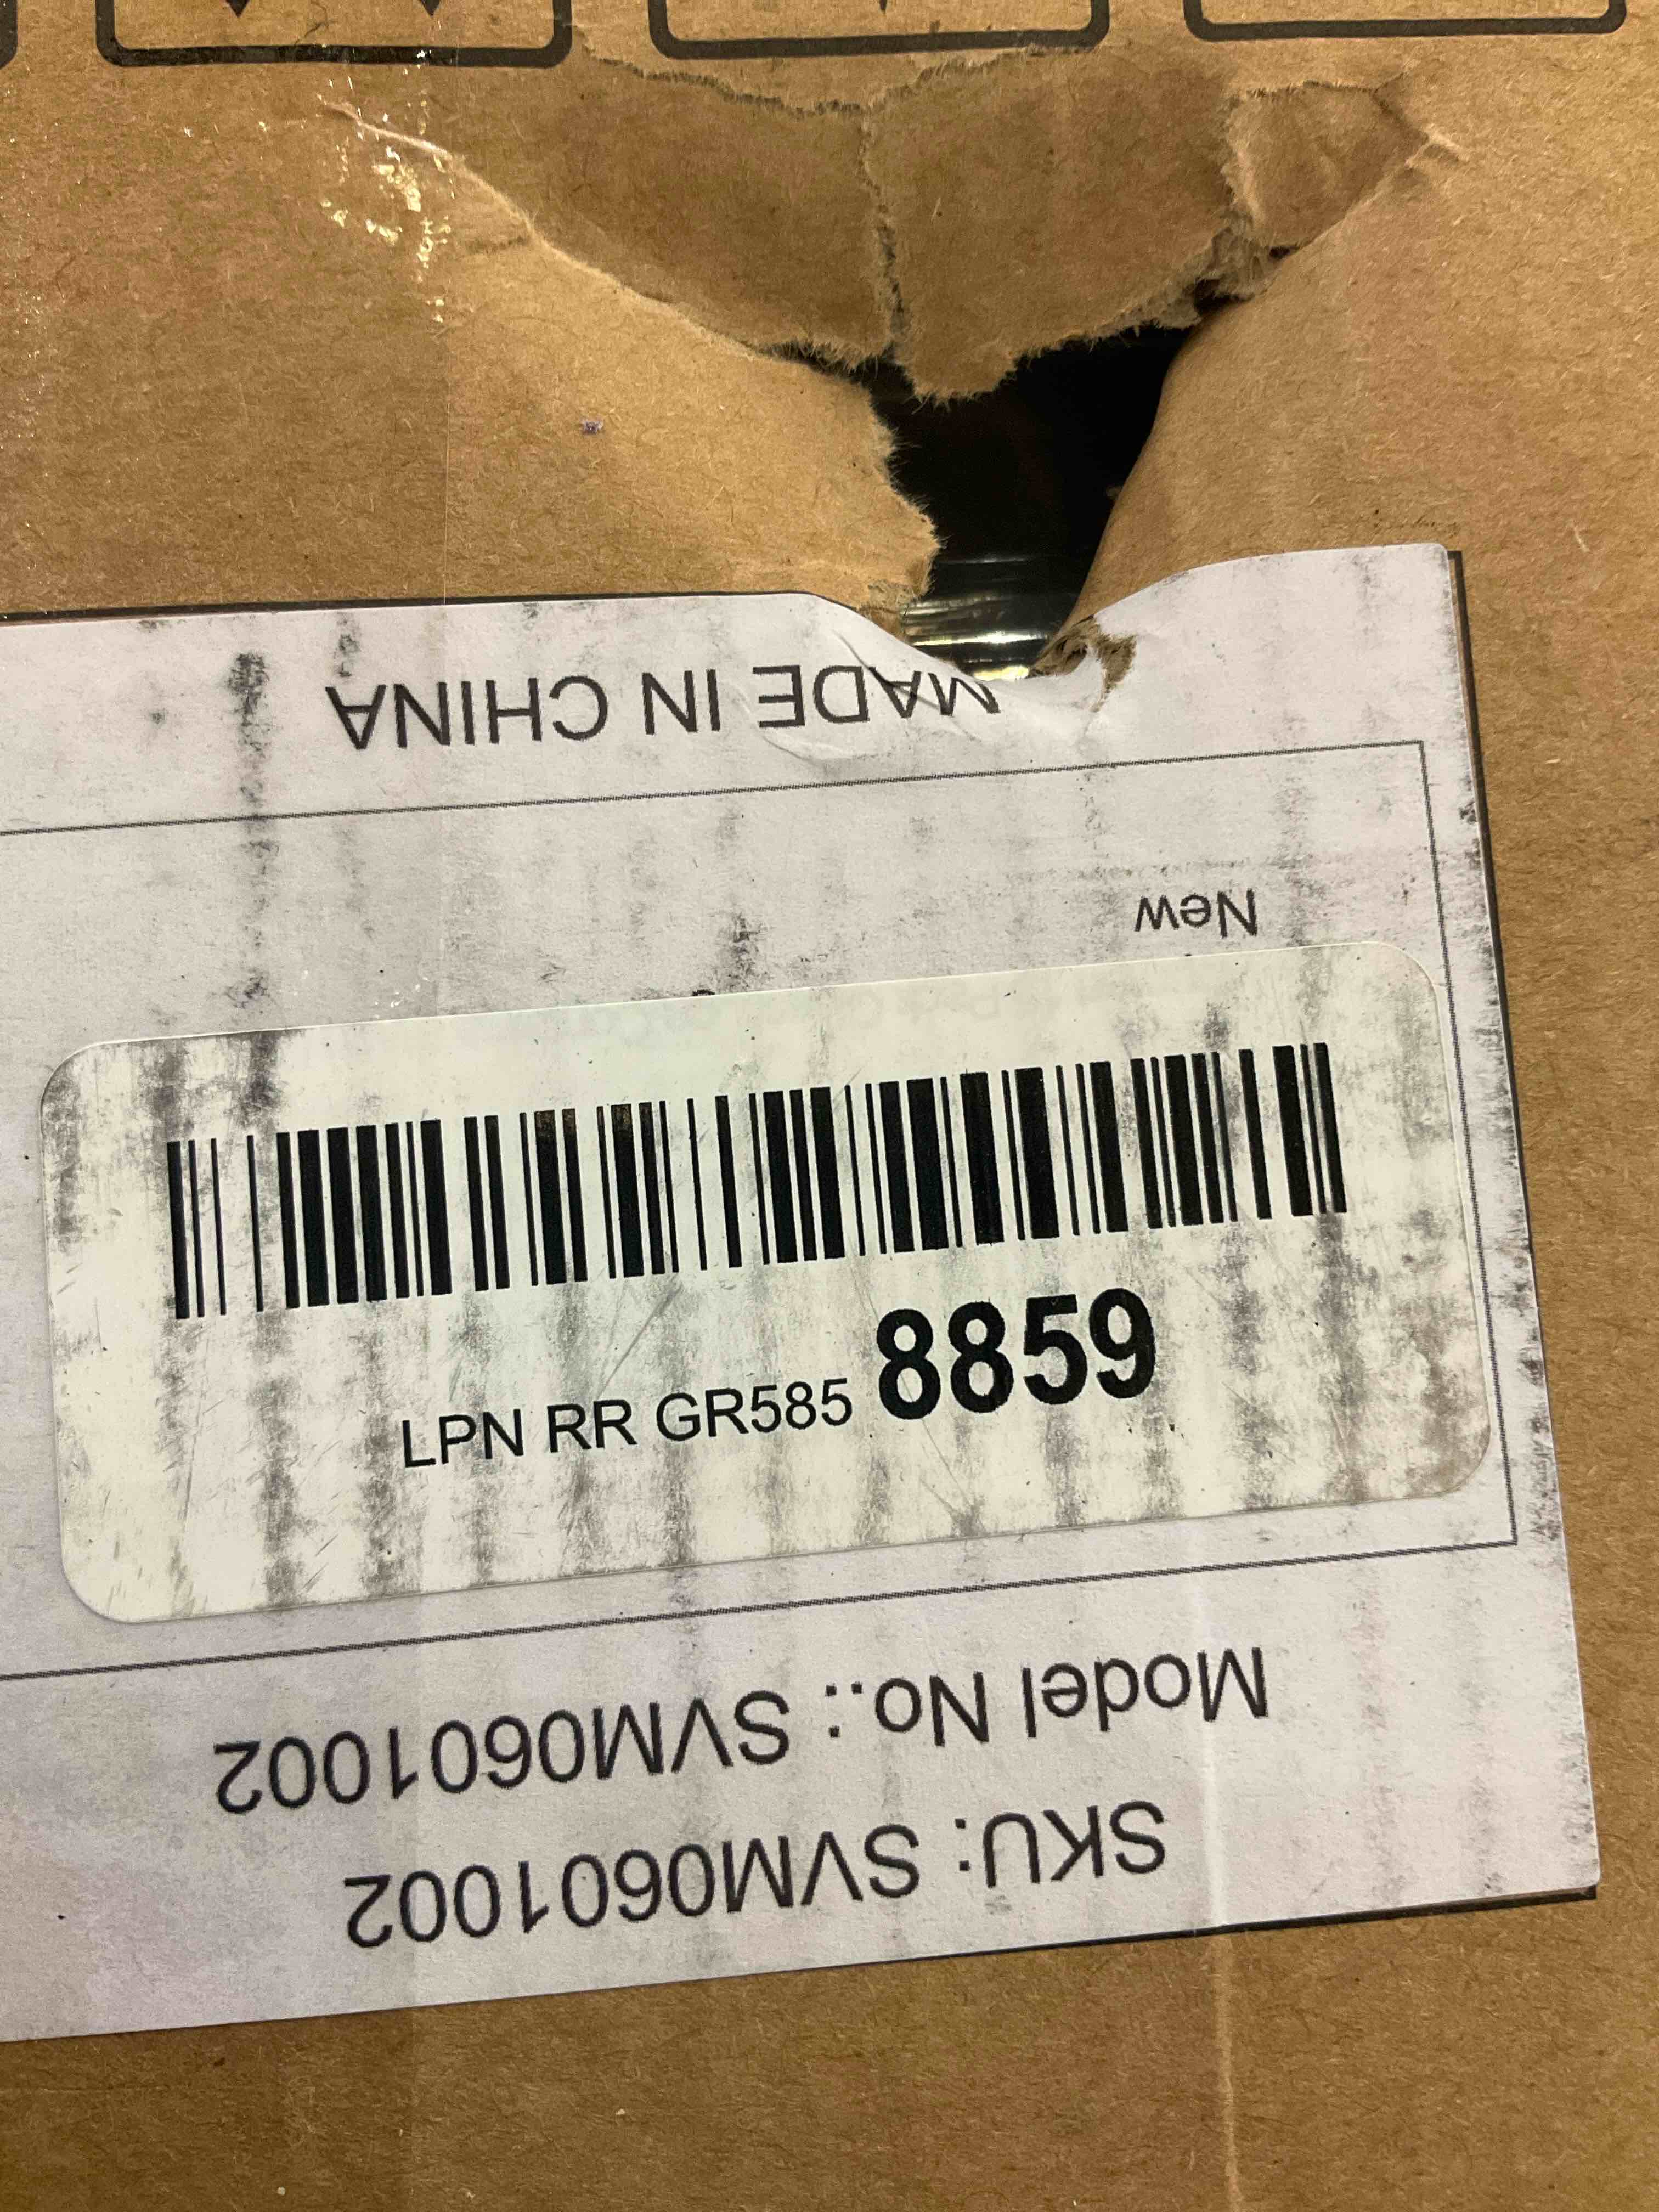 MADE IN CHINA
New
LPN RR GR585 8859
Model No.: SVM0601002
SKU: SVM0601002